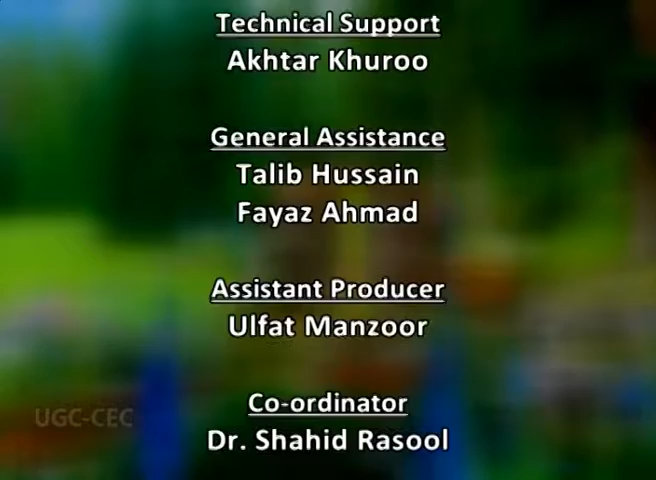 Technical Support
Akhtar Khuroo
General Assistance
Talib Hussain
Fayaz Ahmad
Assistant Producer
Ulfat Manzoor
Co-ordinator
UGC-CEC
Dr. Shahid Rasool